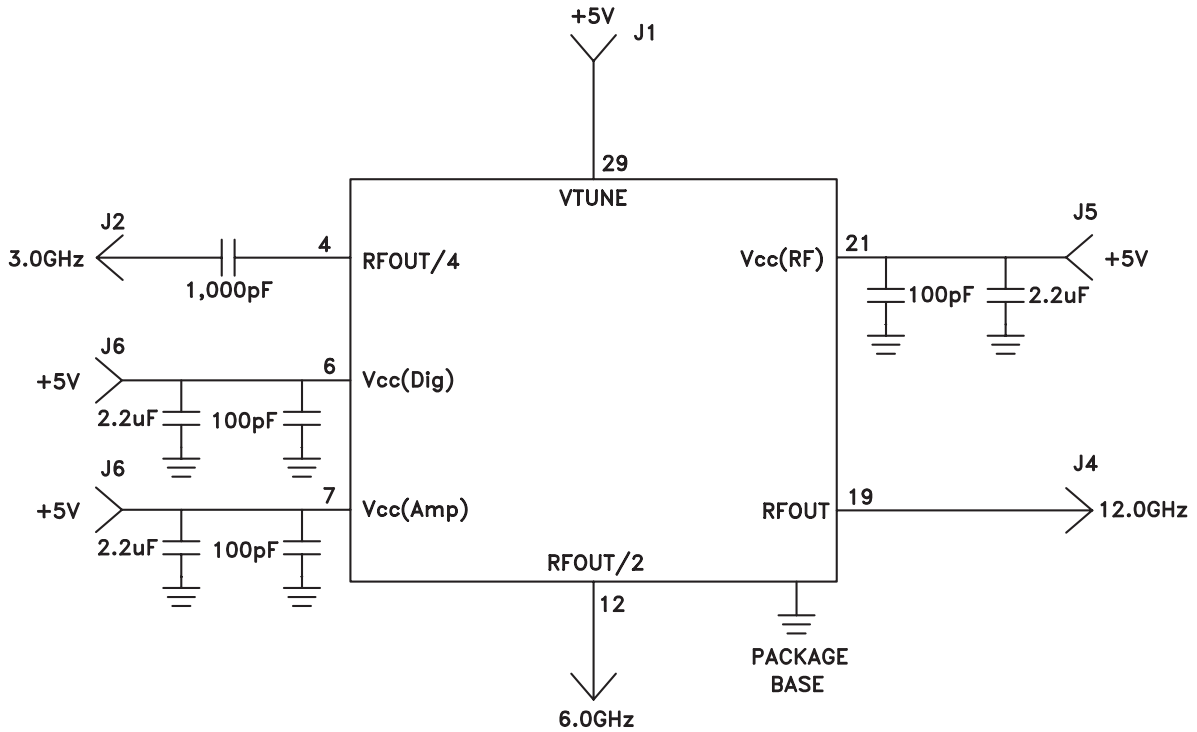 +5V
J1
29
VTUNE
J2
3.0GHz
4
RFOUT/4
1,000pF
J6
+5V
6
Vcc(Dig)
2.2uF
100pF
J6
+5V
7
Vcc(Amp)
2.2uF
100pF
RFOUT/2
12
6.0GHz
J5
21
Vcc(RF)
+5V
100pF
2.2uF
J4
19
RFOUT
12.0GHz
PACKAGE
BASE